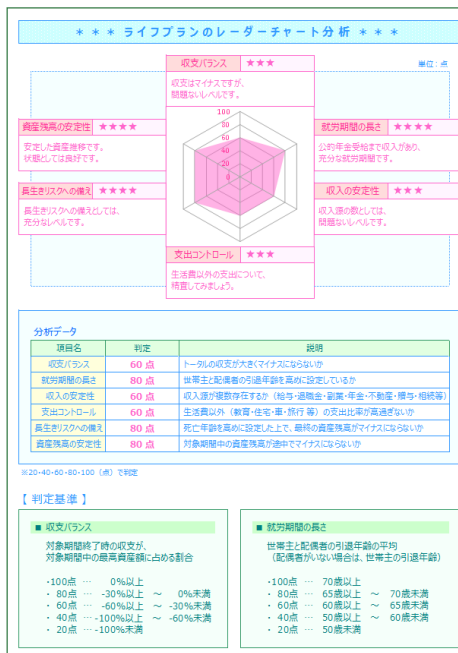 ＊ ＊ ＊ ライフプランのレーダーチャート分析 ＊ ＊ ＊
収支バランス ★★★
単位：点
収支はマイナスですが、
問題ないレベルです。
資産残高の安定性 ★★★★
安定した資産推移です。
状態としては良好です。
100
80
60
40
20
0
就労期間の長さ ★★★★
公的年金受給まで収入があり、
充分な就労期間です。
長生きリスクへの備え ★★★★
長生きリスクへの備えとしては、
充分なレベルです。
収入の安定性 ★★★
収入源の数としては、
問題ないレベルです。
支出コントロール ★★★
生活費以外の支出について、
精査してみましょう。
分析データ
項目名 判定 説明
収支バランス 60 点 トータルの収支が大きくマイナスにならないか
就労期間の長さ 80 点 世帯主と配偶者の引退年齢を高めに設定しているか
収入の安定性 60 点 収入源が複数存在するか（給与・退職金・副業・年金・不動産・贈与・相続等）
支出コントロール 60 点 生活費以外（教育・住宅・車・旅行 等）の支出比率が高過ぎないか
長生きリスクへの備え 80 点 死亡年齢を高めに設定した上で、最終の資産残高がマイナスにならないか
資産残高の安定性 80 点 対象期間中の資産残高が途中でマイナスにならないか
※20・40・60・80・100（点）で判定
【 判定基準 】
■ 収支バランス
対象期間終了時の収支が、
対象期間中の最高資産額に占める割合
・100点 … 0%以上
・ 80点 … -30%以上 ～ 0%未満
・ 60点 … -60%以上 ～ -30%未満
・ 40点 … -100%以上 ～ -60%未満
・ 20点 … -100%未満
■ 就労期間の長さ
世帯主と配偶者の引退年齢の平均
（配偶者がいない場合は、世帯主の引退年齢）
・100点 … 70歳以上
・ 80点 … 65歳以上 ～ 70歳未満
・ 60点 … 60歳以上 ～ 65歳未満
・ 40点 … 50歳以上 ～ 60歳未満
・ 20点 … 50歳未満